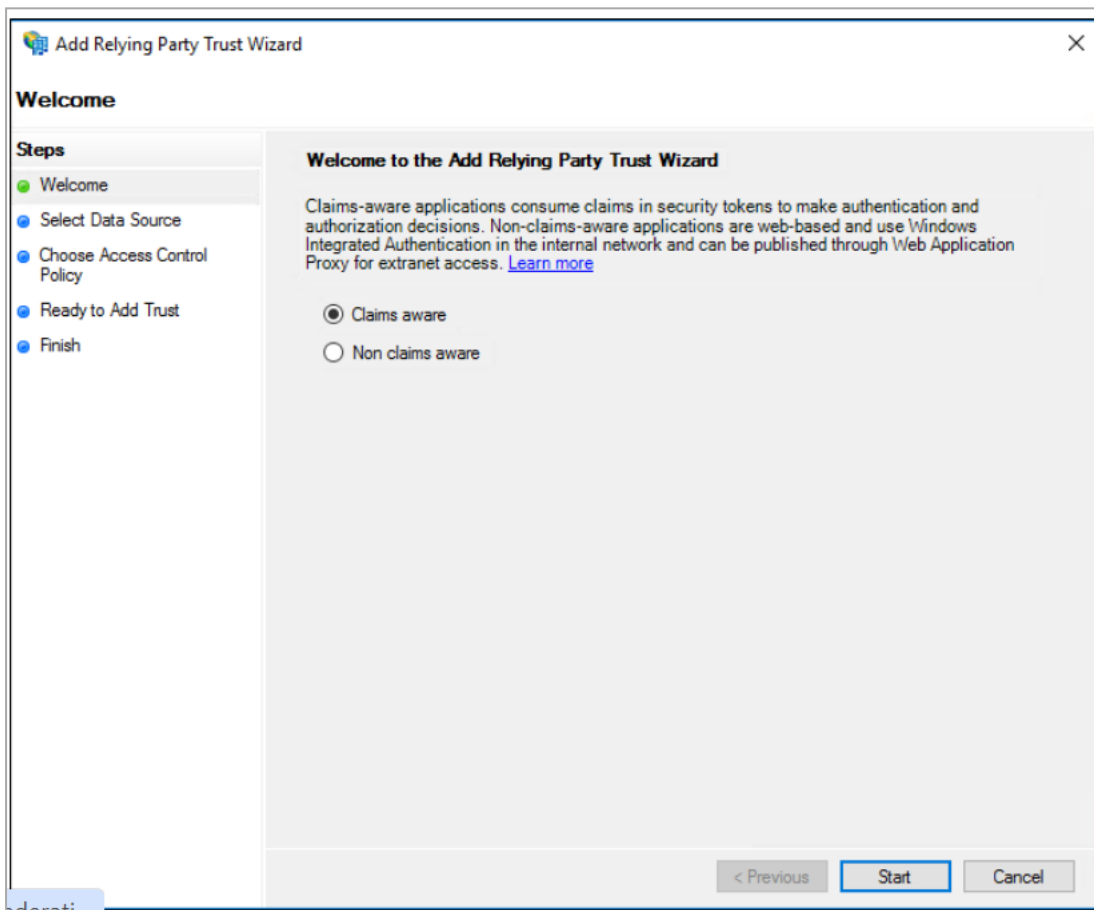 Add Relying Party Trust Wizard
Welcome
Steps
Welcome
Select Data Source
Choose Access Control
Policy
Ready to Add Trust
Finish
Welcome to the Add Relying Party Trust Wizard
Claims-aware applications consume claims in security tokens to make authentication and
authorization decisions. Non-claims-aware applications are web-based and use Windows
Integrated Authentication in the internal network and can be published through Web Application
Proxy for extranet access. Learn more
Claims aware
Non claims aware
< Previous
Start
Cancel